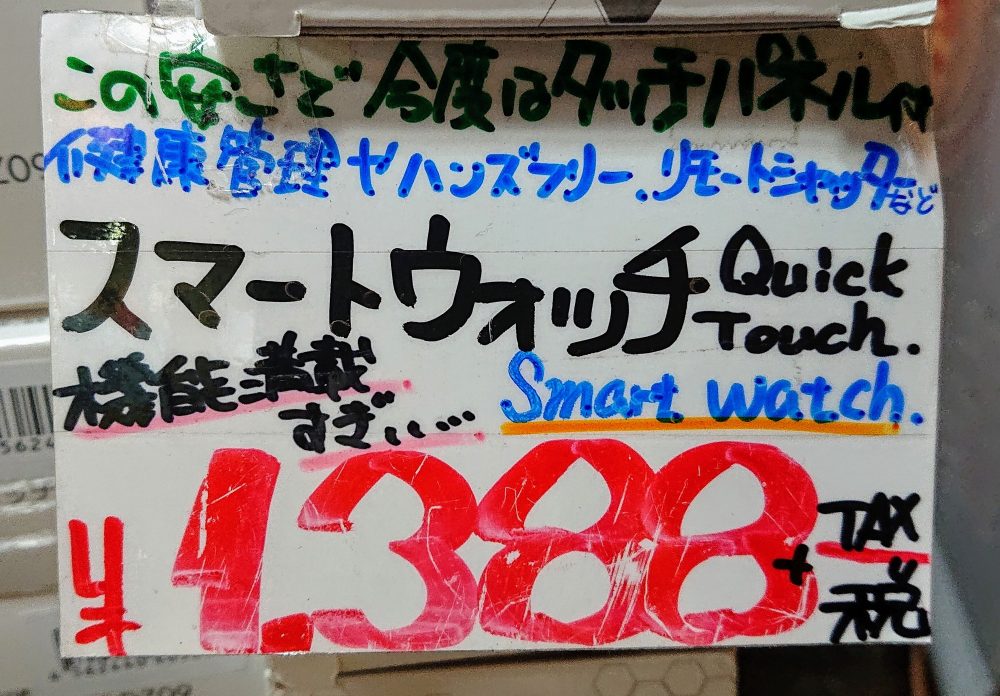 この安さで今度はタッチパネル付
健康管理やハンズフリー、リモートシャッターなど
スマートウォッチ Quick Touch.
機能満載すぎ……
Smart watch.
¥1.388 + TAX 税